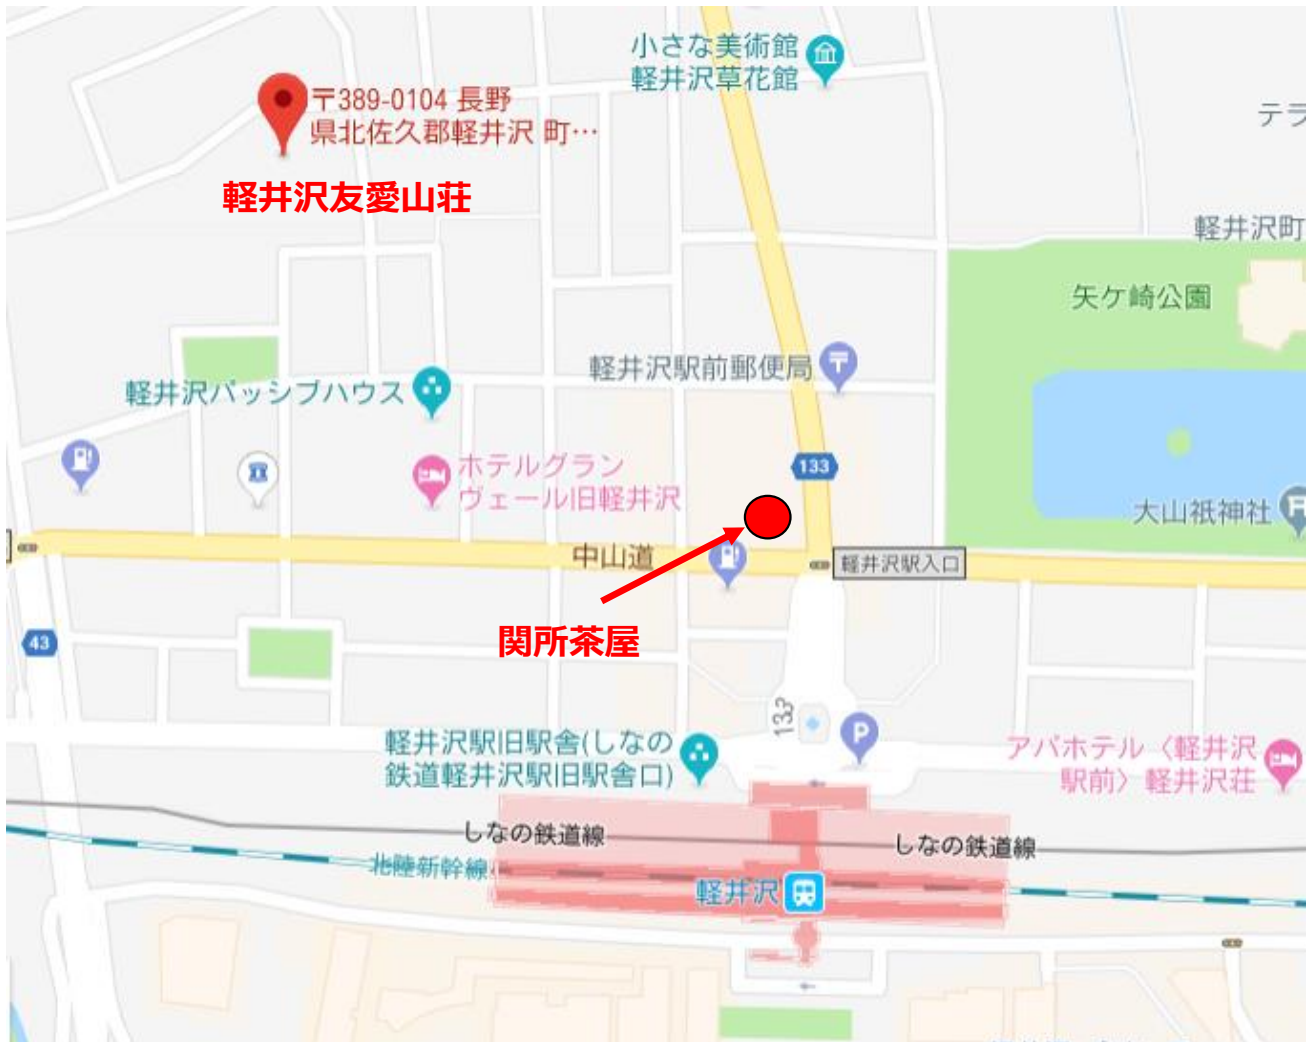 小さな美術館
軽井沢草花館
〒389-0104 長野
県北佐久郡軽井沢 町…
テラ
軽井沢友愛山荘
軽井沢町
矢ケ崎公園
軽井沢駅前郵便局
軽井沢パッシブハウス
ホテルグラン
ヴェール旧軽井沢
133
大山祇神社
中山道
軽井沢駅入口
43
関所茶屋
133
P
軽井沢駅旧駅舎(しなの
鉄道軽井沢駅旧駅舎口)
アパホテル〈軽井沢
駅前〉軽井沢荘
しなの鉄道線
しなの鉄道線
北陸新幹線
軽井沢